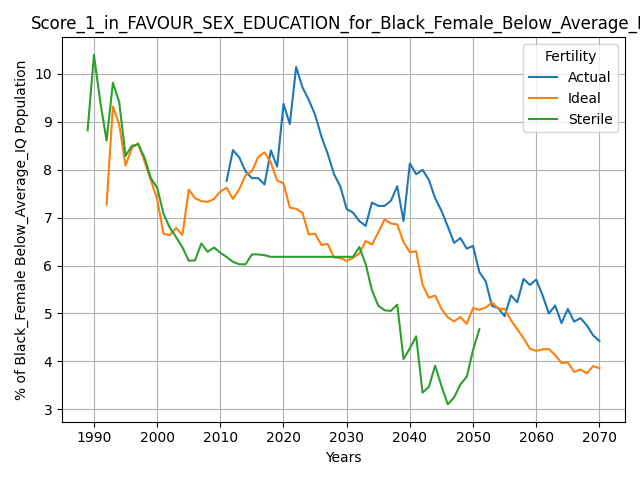 Score_1_in_FAVOUR_SEX_EDUCATION_for_Black_Female_Below_Average_I
Fertility
Actual
Ideal
Sterile
% of Black_Female Below_Average_IQ Population
10
9
8
7
6
5
4
3
1990 2000 2010 2020 2030 2040 2050 2060 2070
Years